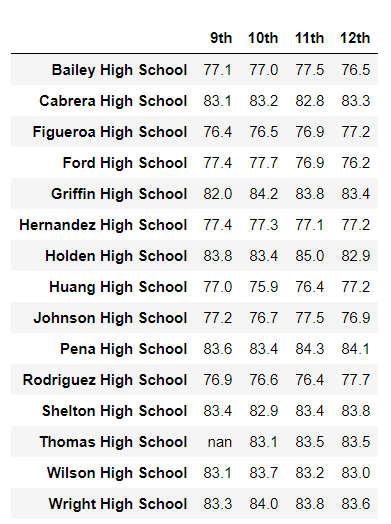 9th 10th 11th 12th
Bailey High School 77.1 77.0 77.5 76.5
Cabrera High School 83.1 83.2 82.8 83.3
Figueroa High School 76.4 76.5 76.9 77.2
Ford High School 77.4 77.7 76.9 76.2
Griffin High School 82.0 84.2 83.8 83.4
Hernandez High School 77.4 77.3 77.1 77.2
Holden High School 83.8 83.4 85.0 82.9
Huang High School 77.0 75.9 76.4 77.2
Johnson High School 77.2 76.7 77.5 76.9
Pena High School 83.6 83.4 84.3 84.1
Rodriguez High School 76.9 76.6 76.4 77.7
Shelton High School 83.4 82.9 83.4 83.8
Thomas High School nan 83.1 83.5 83.5
Wilson High School 83.1 83.7 83.2 83.0
Wright High School 83.3 84.0 83.8 83.6